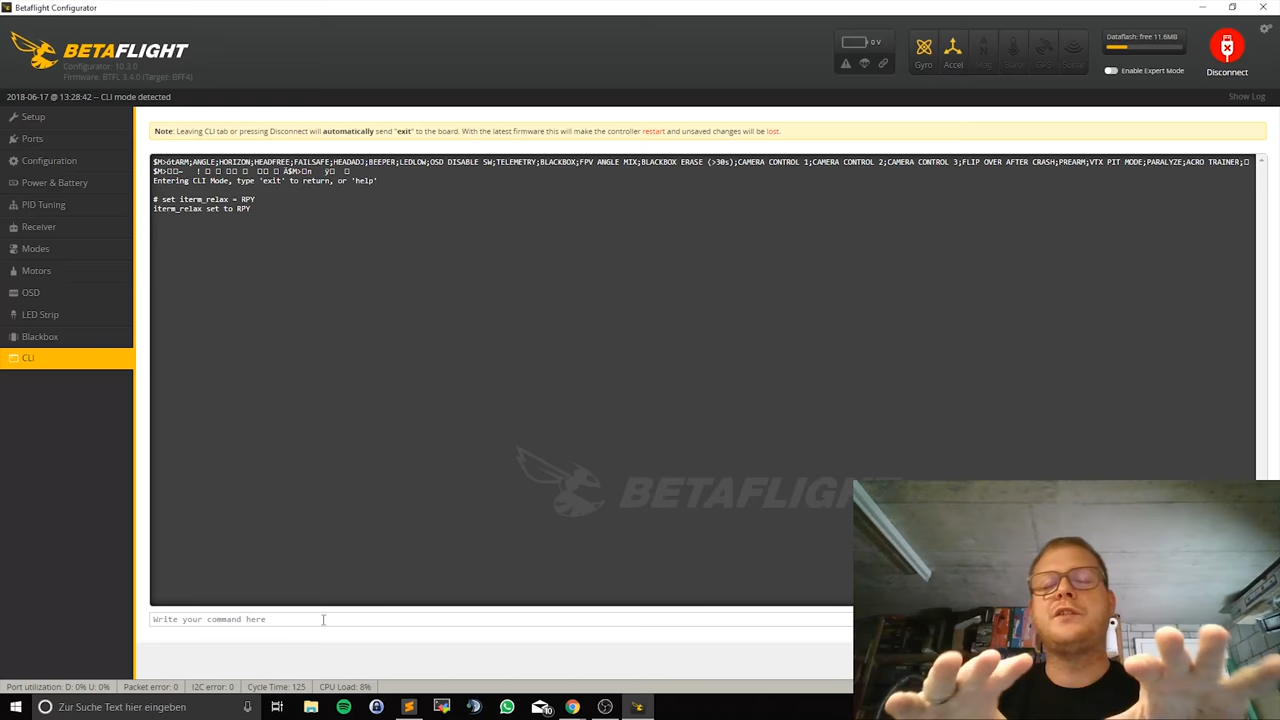 Betaflight Configurator
BETAFLIGHT
Configurator: 10.3.0
Firmware: BTFL 3.4.0 (Target: BFF4)
0 V
Gyro
Accel
Mag
Baro
GPS
Sonar
Dataflash: free 11.6MB
Enable Expert Mode
Disconnect
2018-06-17 @ 13:28:42 -- CLI mode detected
Show Log
Setup
Ports
Configuration
Power & Battery
PID Tuning
Receiver
Modes
Motors
OSD
LED Strip
Blackbox
CLI
Note: Leaving CLI tab or pressing Disconnect will automatically send "exit" to the board. With the latest firmware this will make the controller restart and unsaved changes will be lost.
$M>ótARM;ANGLE;HORIZON;HEADFREE;FAILSAFE;HEADADJ;BEEPER;LEDLOW;OSD DISABLE SW;TELEMETRY;BLACKBOX;FPV ANGLE MIX;BLACKBOX ERASE (>30s);CAMERA CONTROL 1;CAMERA CONTROL 2;CAMERA CONTROL 3;FLIP OVER AFTER CRASH;PREARM;VTX PIT MODE;PARALYZE;ACRO TRAINER;
Entering CLI Mode, type 'exit' to return, or 'help'
# set iterm_relax = RPY
iterm_relax set to RPY
BETAFLIGHT
Write your command here
Port utilization: D: 0% U: 0%
Packet error: 0
I2C error: 0
Cycle Time: 125
CPU Load: 8%
Zur Suche Text hier eingeben
10